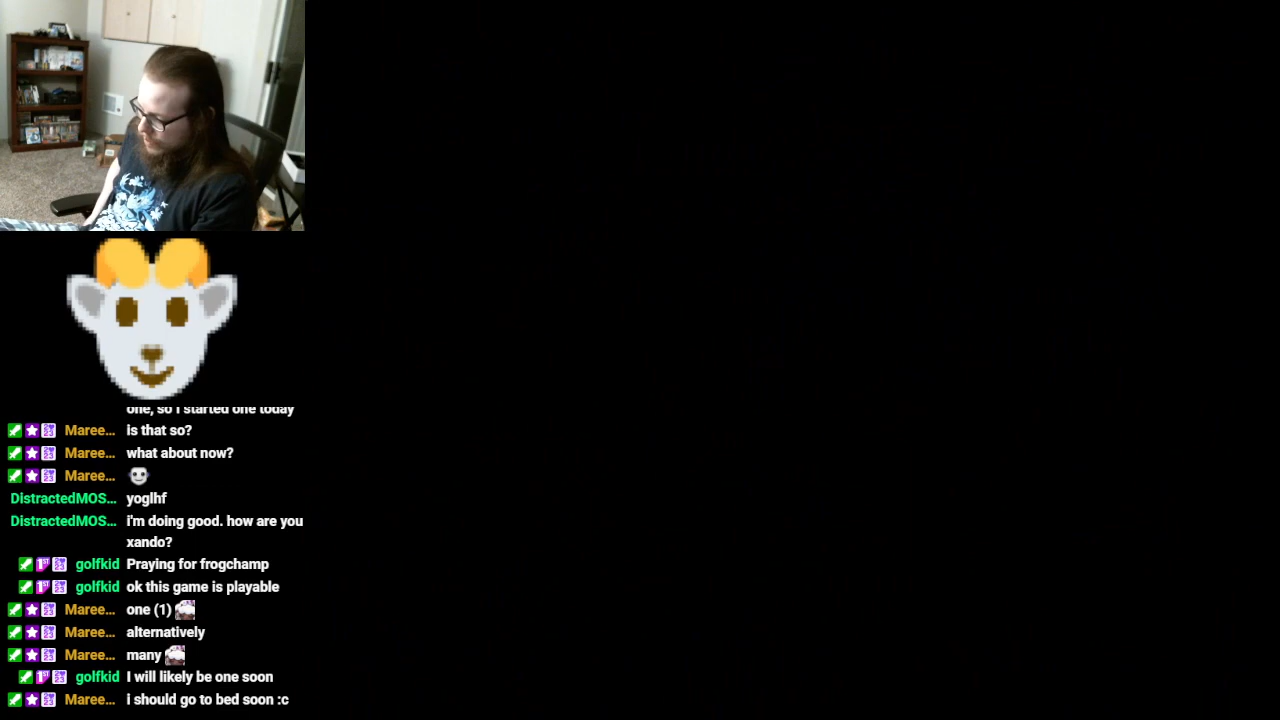 one, so I started one today
Maree... is that so?
Maree... what about now?
Maree...
DistractedMOS... yoglhf
DistractedMOS... i'm doing good. how are you
xando?
golfkid Praying for frogchamp
golfkid ok this game is playable
Maree... one (1)
Maree... alternatively
Maree... many
golfkid I will likely be one soon
Maree... i should go to bed soon :c